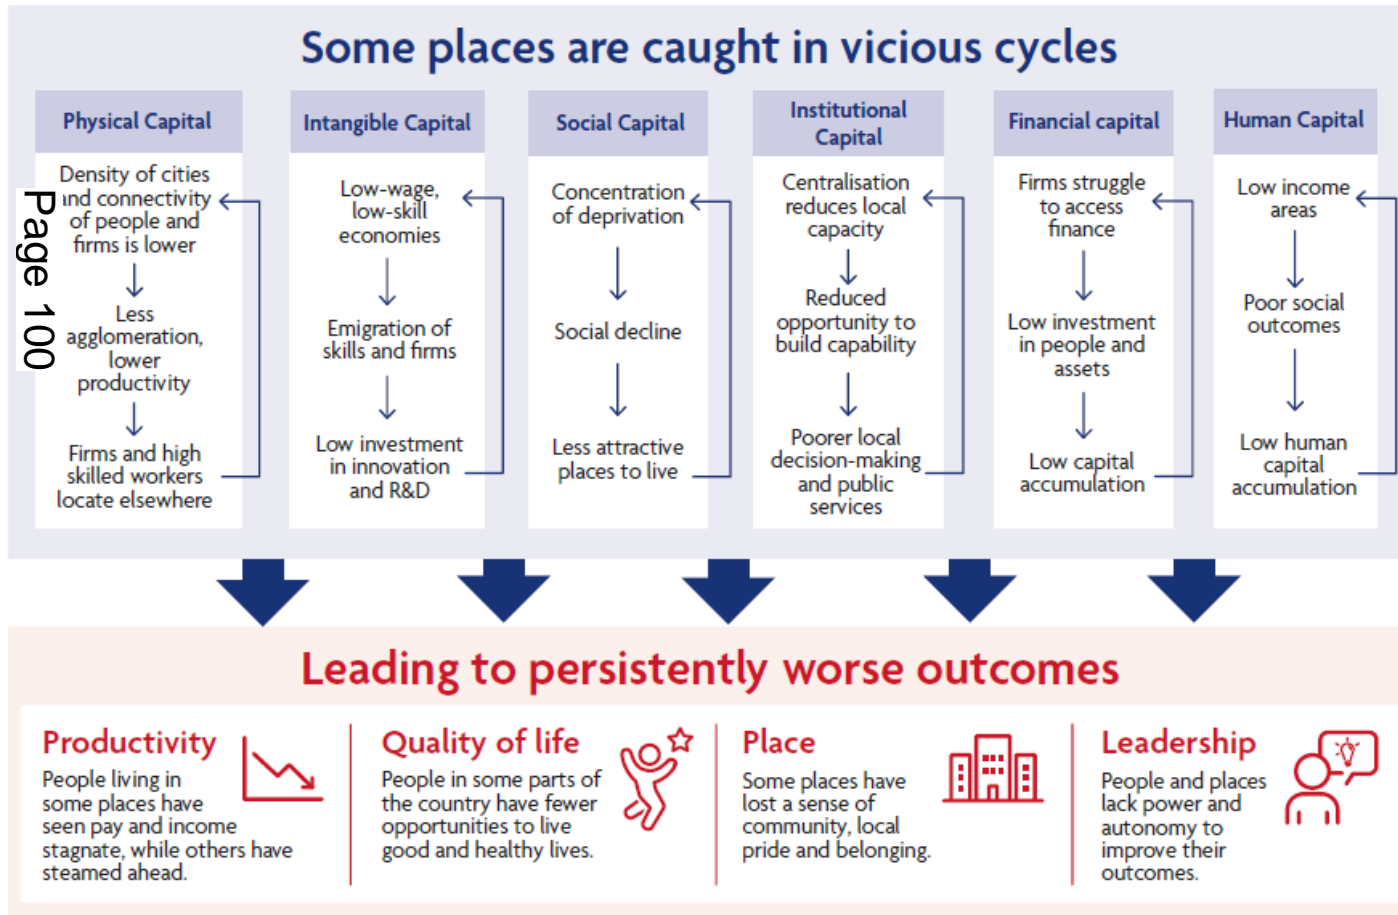 Some places are caught in vicious cycles
Physical Capital
Density of cities
and connectivity
of people and
firms is lower
Less
agglomeration,
lower
productivity
Firms and high
skilled workers
locate elsewhere
Intangible Capital
Low-wage,
low-skill
economies
Emigration of
skills and firms
Low investment
in innovation
and R&D
Social Capital
Concentration
of deprivation
Social decline
Less attractive
places to live
Institutional
Capital
Centralisation
reduces local
capacity
Reduced
opportunity to
build capability
Poorer local
decision-making
and public
services
Financial capital
Firms struggle
to access
finance
Low investment
in people and
assets
Low capital
accumulation
Human Capital
Low income
areas
Poor social
outcomes
Low human
capital
accumulation
Page 100
Leading to persistently worse outcomes
Productivity
People living in
some places have
seen pay and income
stagnate, while others have
steamed ahead.
Quality of life
People in some parts of
the country have fewer
opportunities to live
good and healthy lives.
Place
Some places have
lost a sense of
community, local
pride and belonging.
Leadership
People and places
lack power and
autonomy to
improve their
outcomes.